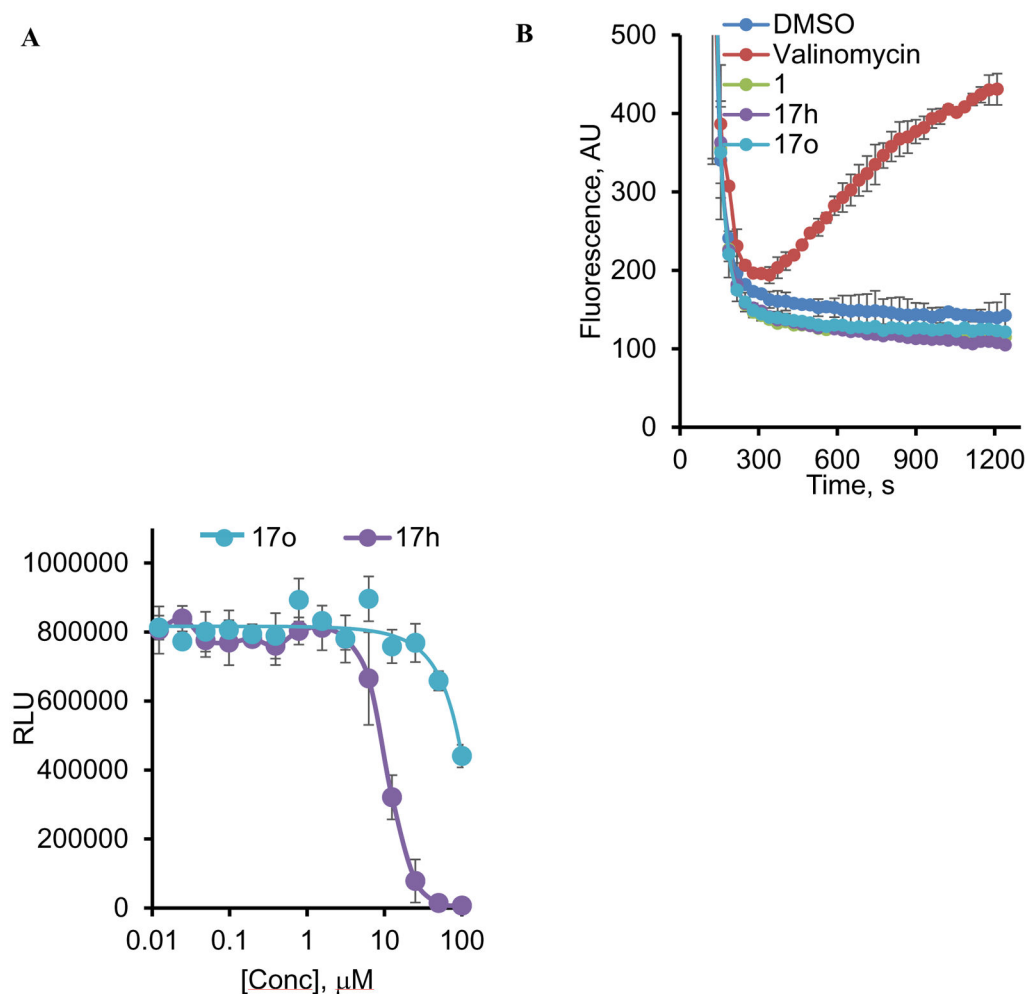 A
B
500
400
300
200
100
0
Fluorescence, AU
DMSO
Valinomycin
1
17h
17o
0 300 600 900 1200
Time, s
17o 17h
1000000
800000
600000
400000
200000
0
RLU
0.01 0.1 1 10 100
[Conc], μM